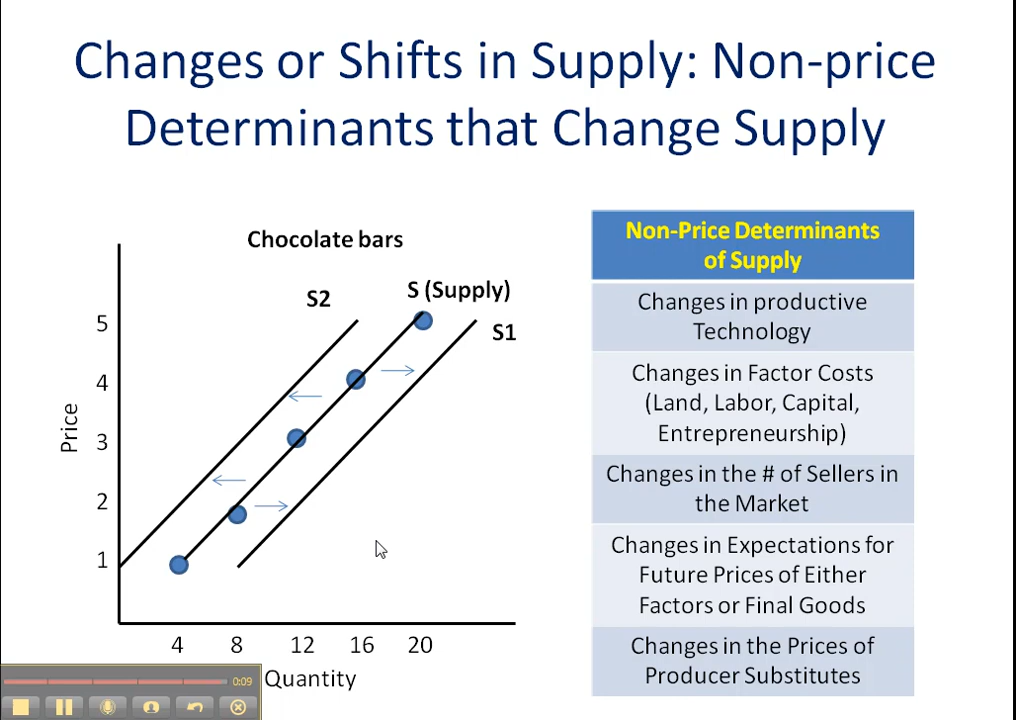 Changes or Shifts in Supply: Non-price
Determinants that Change Supply
Chocolate bars
S2
S (Supply)
S1
5
4
3
2
1
Price
4 8 12 16 20
Quantity
Non-Price Determinants
of Supply
Changes in productive
Technology
Changes in Factor Costs
(Land, Labor, Capital,
Entrepreneurship)
Changes in the # of Sellers in
the Market
Changes in Expectations for
Future Prices of Either
Factors or Final Goods
Changes in the Prices of
Producer Substitutes
0:09